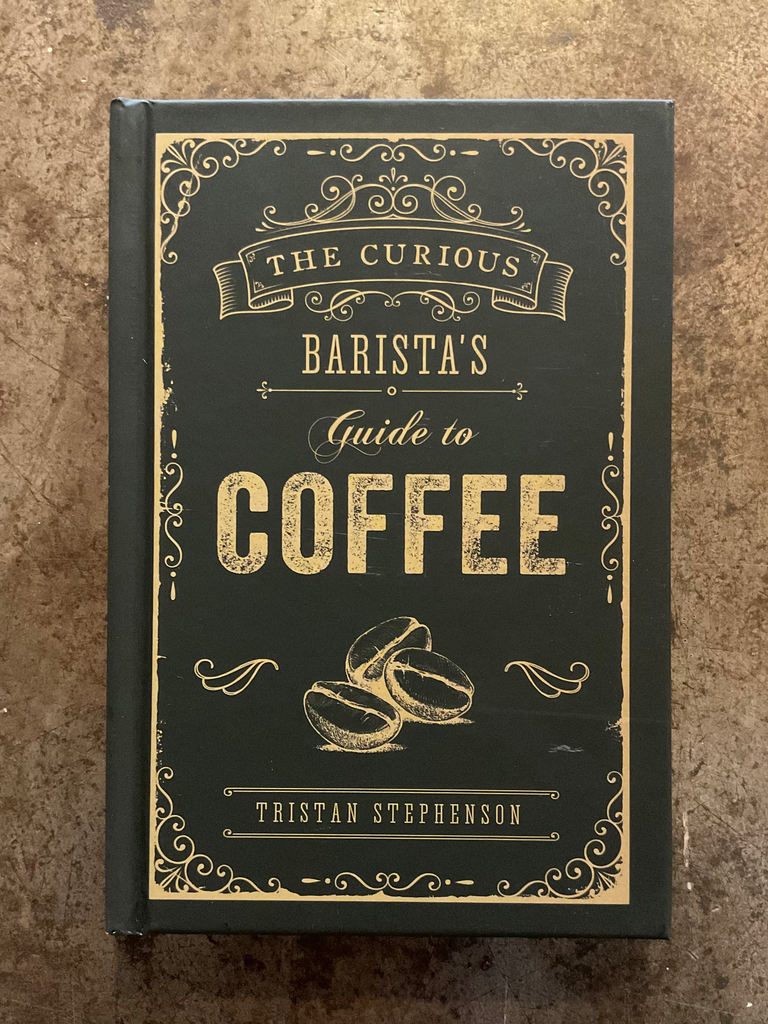 THE CURIOUS
BARISTA'S
Guide to
COFFEE
TRISTAN STEPHENSON